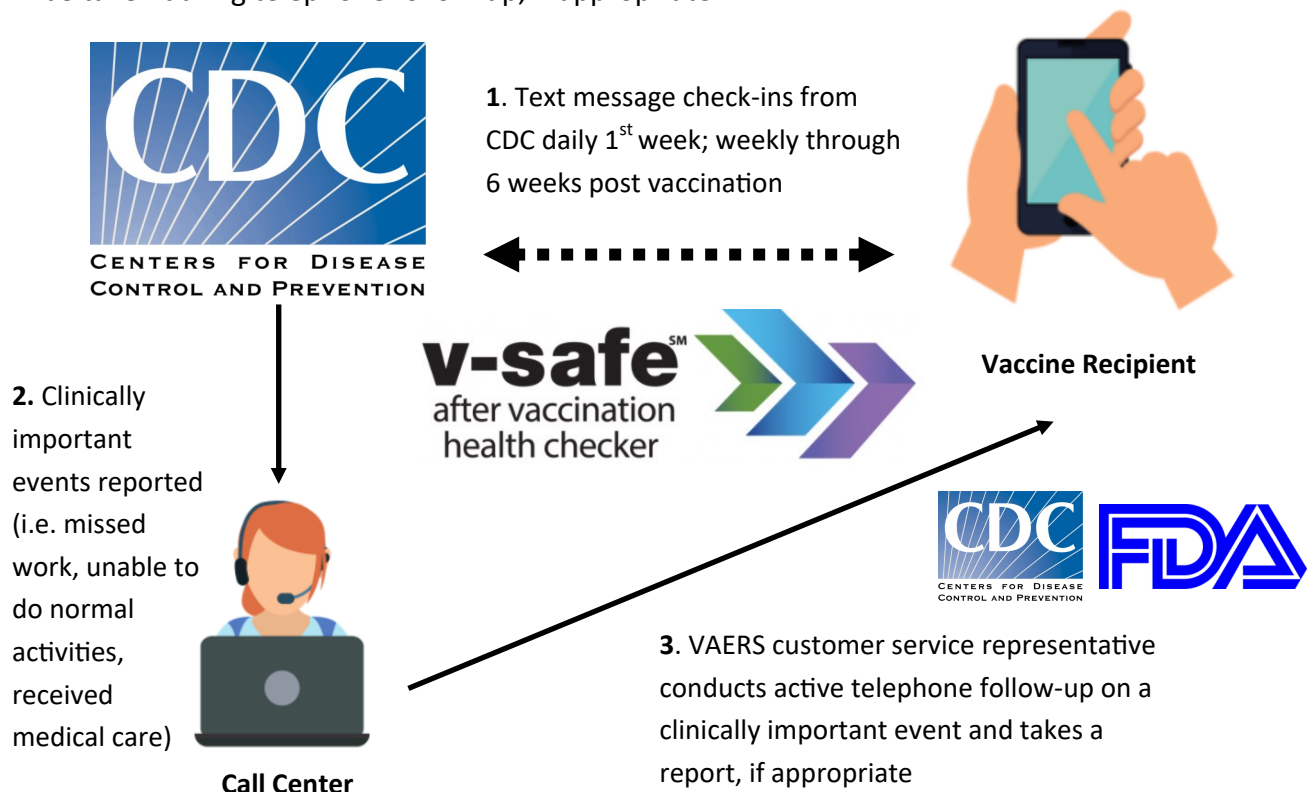 CDC
CENTERS FOR DISEASE
CONTROL AND PREVENTION
1. Text message check-ins from
CDC daily 1st week; weekly through
6 weeks post vaccination
v-safe SM
after vaccination
health checker
Vaccine Recipient
2. Clinically
important
events reported
(i.e. missed
work, unable to
do normal
activities,
received
medical care)
Call Center
CDC
CENTERS FOR DISEASE
CONTROL AND PREVENTION
FDA
3. VAERS customer service representative
conducts active telephone follow-up on a
clinically important event and takes a
report, if appropriate